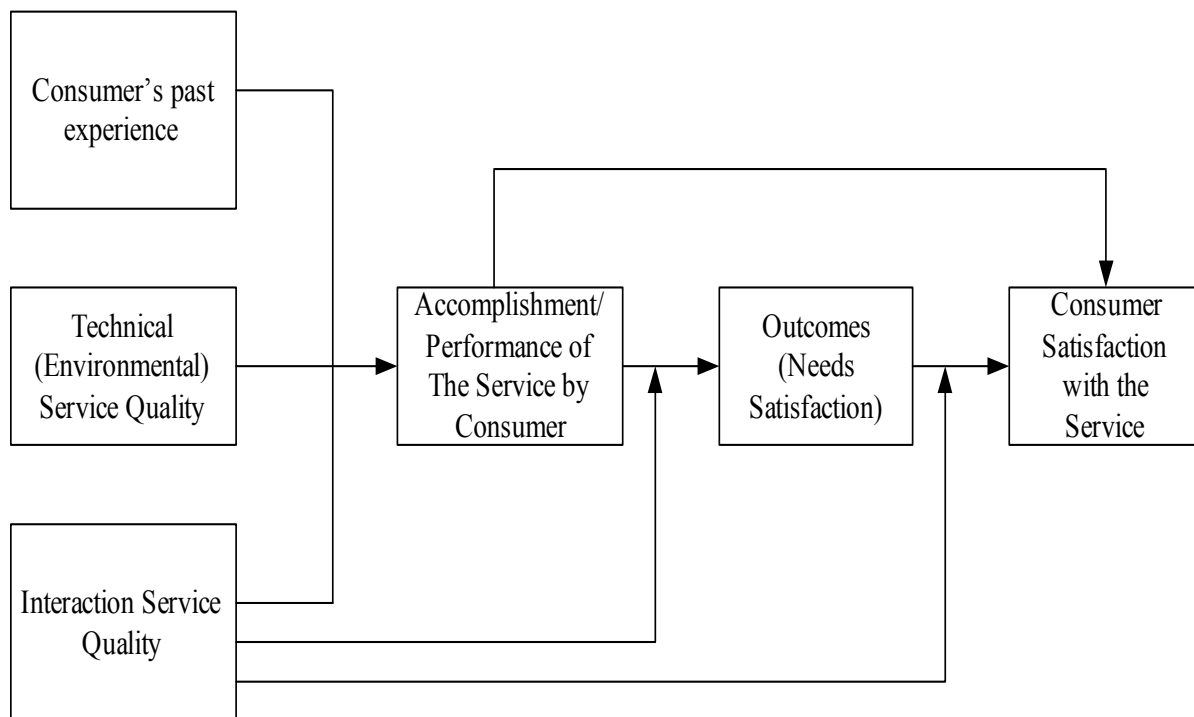 Consumer’s past
experience
Technical
(Environmental)
Service Quality
Interaction Service
Quality
Accomplishment/
Performance of
The Service by
Consumer
Outcomes
(Needs
Satisfaction)
Consumer
Satisfaction
with the
Service